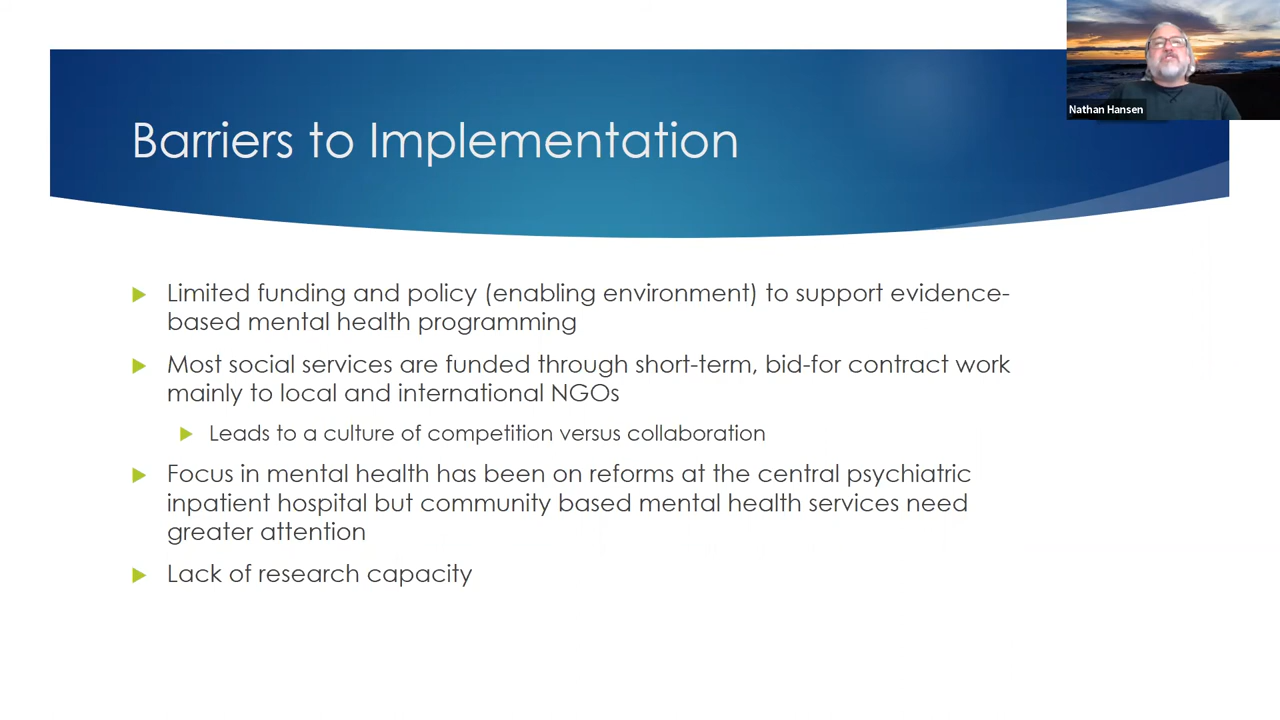 Nathan Hansen
Barriers to Implementation
Limited funding and policy (enabling environment) to support evidence-
based mental health programming
Most social services are funded through short-term, bid-for contract work
mainly to local and international NGOs
Leads to a culture of competition versus collaboration
Focus in mental health has been on reforms at the central psychiatric
inpatient hospital but community based mental health services need
greater attention
Lack of research capacity